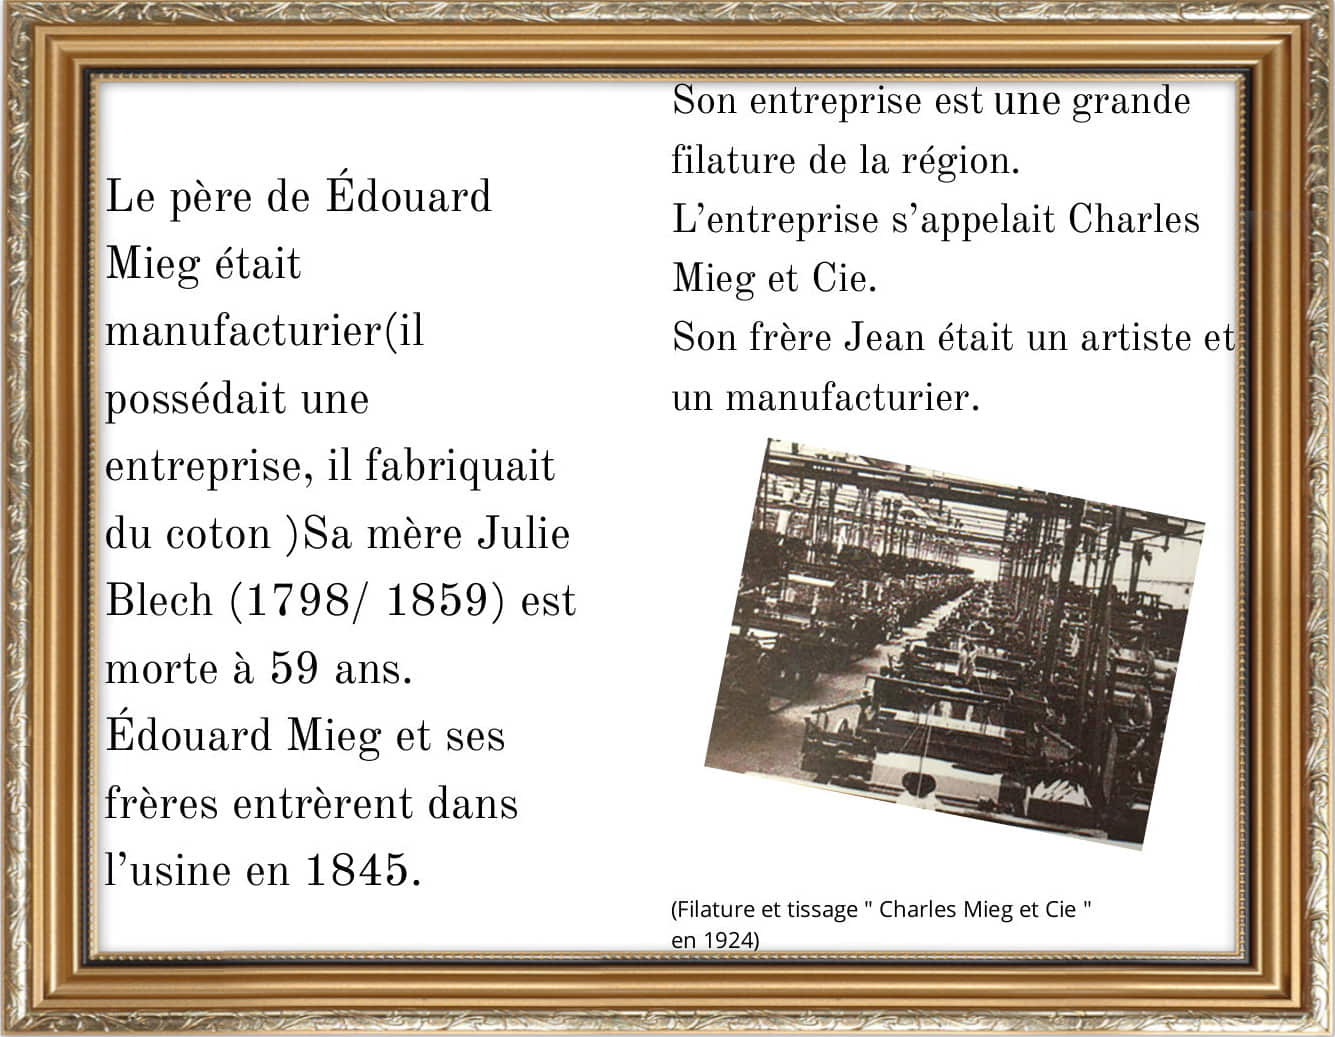 Le père de Édouard
Mieg était
manufacturier(il
possédait une
entreprise, il fabriquait
du coton )Sa mère Julie
Blech (1798/ 1859) est
morte à 59 ans.
Édouard Mieg et ses
frères entrèrent dans
l’usine en 1845.
Son entreprise est une grande
filature de la région.
L’entreprise s’appelait Charles
Mieg et Cie.
Son frère Jean était un artiste et
un manufacturier.
(Filature et tissage " Charles Mieg et Cie "
en 1924)